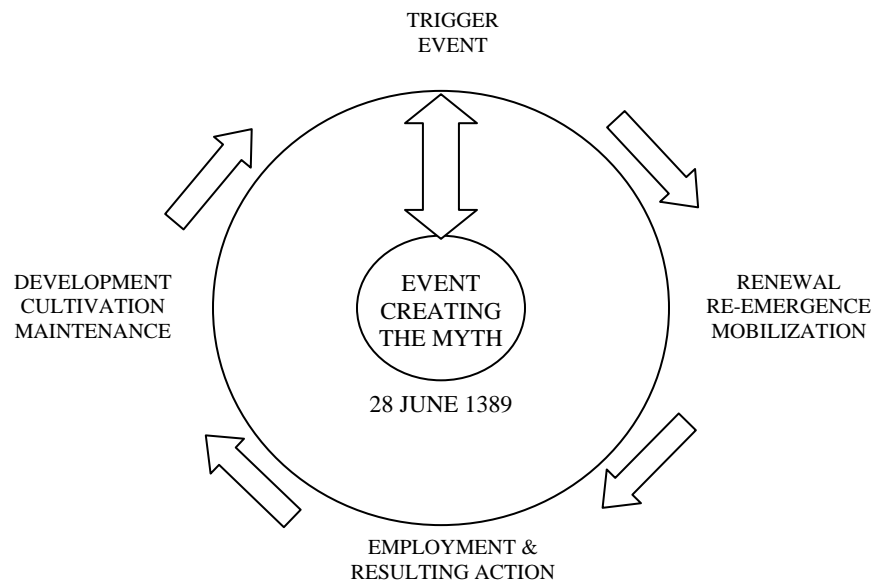 TRIGGER
EVENT
EVENT
CREATING
THE MYTH
28 JUNE 1389
DEVELOPMENT
CULTIVATION
MAINTENANCE
RENEWAL
RE-EMERGENCE
MOBILIZATION
EMPLOYMENT &
RESULTING ACTION